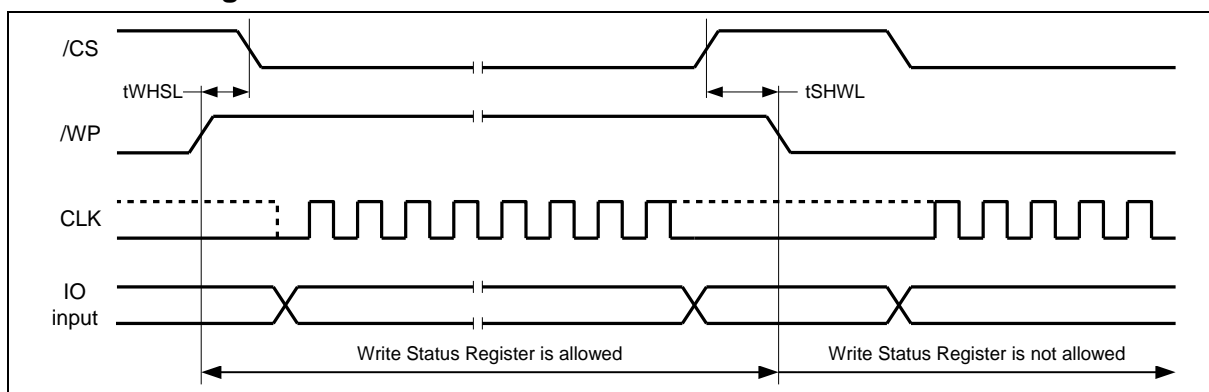 /CS
tWHSL
tSHWL
/WP
CLK
IO
input
Write Status Register is allowed
Write Status Register is not allowed